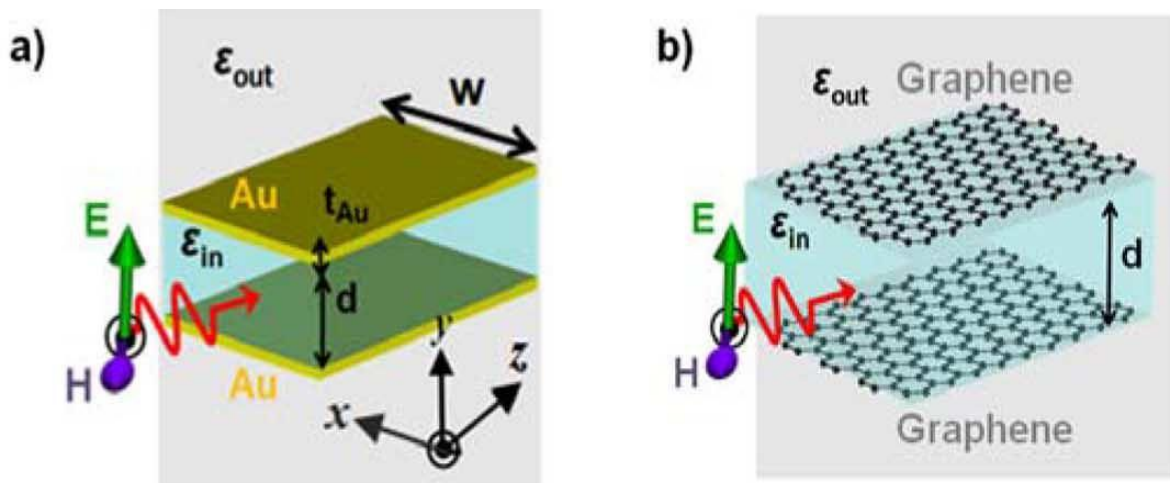 a)
ε_out
W
Au
t_Au
E
ε_in
d
y
z
H
Au
x
b)
Graphene
ε_out
E
ε_in
d
H
Graphene